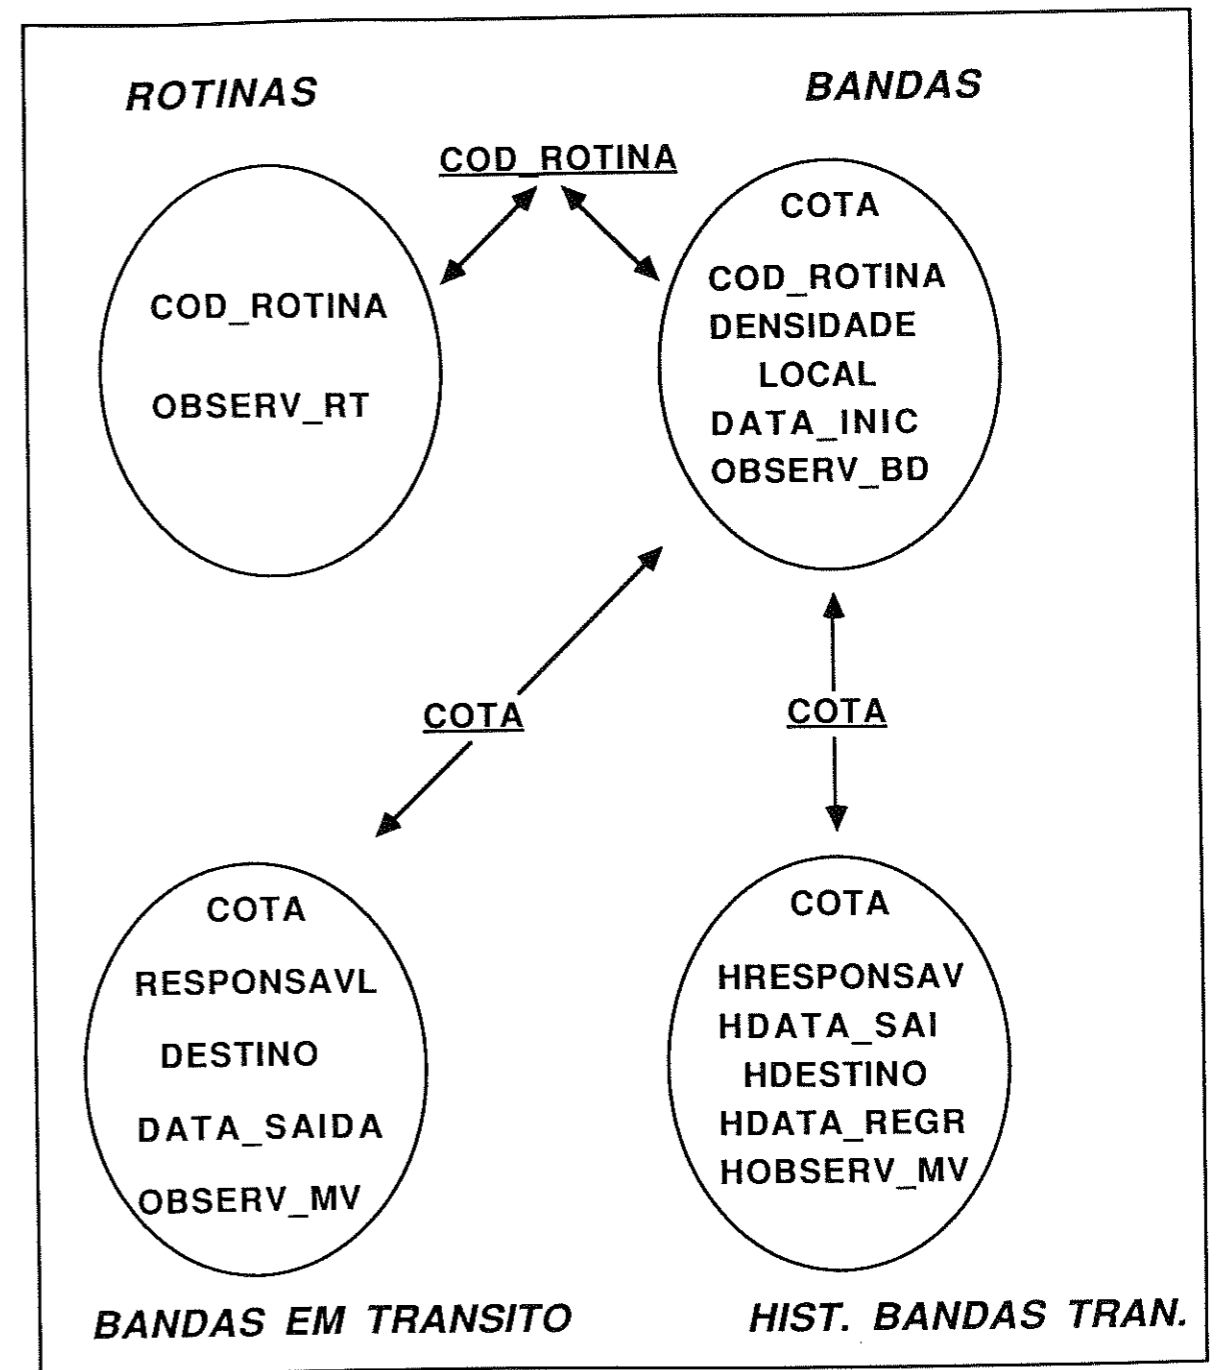 ROTINAS
BANDAS
COD_ROTINA
COD_ROTINA
OBSERV_RT
COTA
COD_ROTINA
DENSIDADE
LOCAL
DATA_INIC
OBSERV_BD
COTA
COTA
COTA
RESPONSAVL
DESTINO
DATA_SAIDA
OBSERV_MV
COTA
HRESPONSAV
HDATA_SAI
HDESTINO
HDATA_REGR
HOBSERV_MV
BANDAS EM TRANSITO
HIST. BANDAS TRAN.